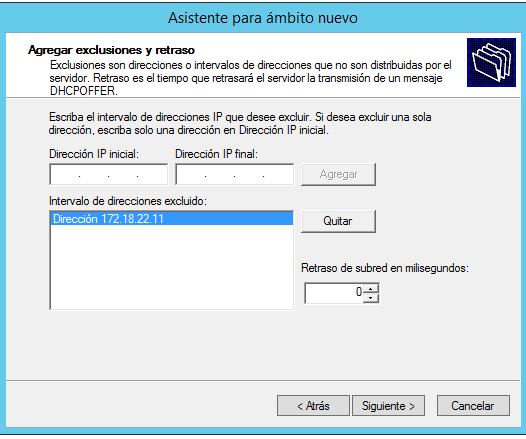 Asistente para ámbito nuevo
Agregar exclusiones y retraso
Exclusiones son direcciones o intervalos de direcciones que no son distribuidas por el
servidor. Retraso es el tiempo que retrasará el servidor la transmisión de un mensaje
DHCPOFFER.
Escriba el intervalo de direcciones IP que desee excluir. Si desea excluir una sola
dirección, escriba solo una dirección en Dirección IP inicial.
Dirección IP inicial: Dirección IP final:
. . . . . . Agregar
Intervalo de direcciones excluido:
Dirección 172.18.22.11 Quitar
Retraso de subred en milisegundos:
0
< Atrás Siguiente > Cancelar